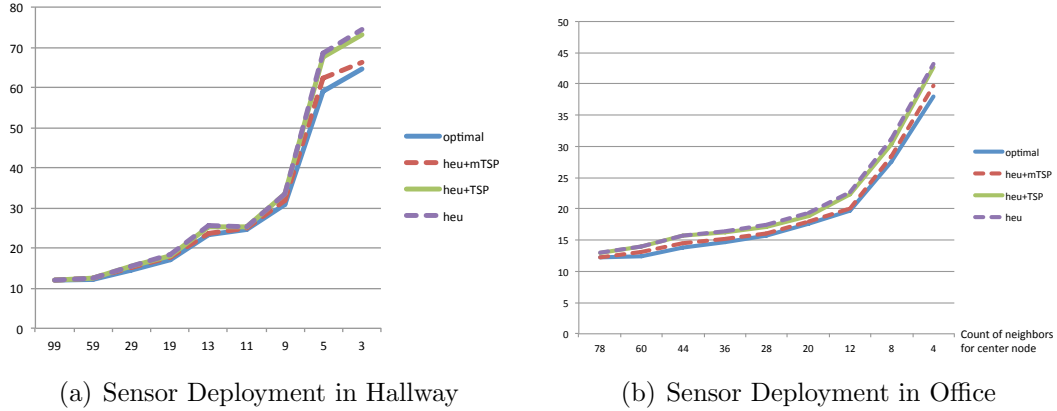 80
70
60
50
40
30
20
10
0
99 59 29 19 13 11 9 5 3
optimal
heu+mTSP
heu+TSP
heu
(a) Sensor Deployment in Hallway
50
45
40
35
30
25
20
15
10
5
0
78 60 44 36 28 20 12 8 4
optimal
heu+mTSP
heu+TSP
heu
Count of neighbors
for center node
(b) Sensor Deployment in Office